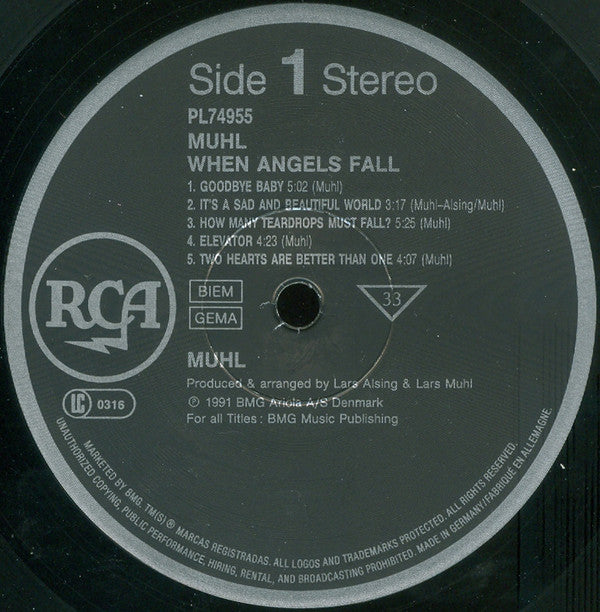 Side 1 Stereo
PL74955
MUHL
WHEN ANGELS FALL
1. GOODBYE BABY 5:02 (Muhl)
2. IT'S A SAD AND BEAUTIFUL WORLD 3:17 (Muhl–Alsing/Muhl)
3. HOW MANY TEARDROPS MUST FALL? 5:25 (Muhl)
4. ELEVATOR 4:23 (Muhl)
5. TWO HEARTS ARE BETTER THAN ONE 4:07 (Muhl)
RCA
BIEM
GEMA
33
MUHL
Produced & arranged by Lars Alsing & Lars Muhl
℗ 1991 BMG Ariola A/S Denmark
For all Titles : BMG Music Publishing
LC 0316
MARKETED BY BMG. TM(S) ® MARCAS REGISTRADAS. ALL LOGOS AND TRADEMARKS PROTECTED. ALL RIGHTS RESERVED.
UNAUTHORIZED COPYING, PUBLIC PERFORMANCE, HIRING, RENTAL, AND BROADCASTING PROHIBITED. MADE IN GERMANY/FABRIQUÉ EN ALLEMAGNE.